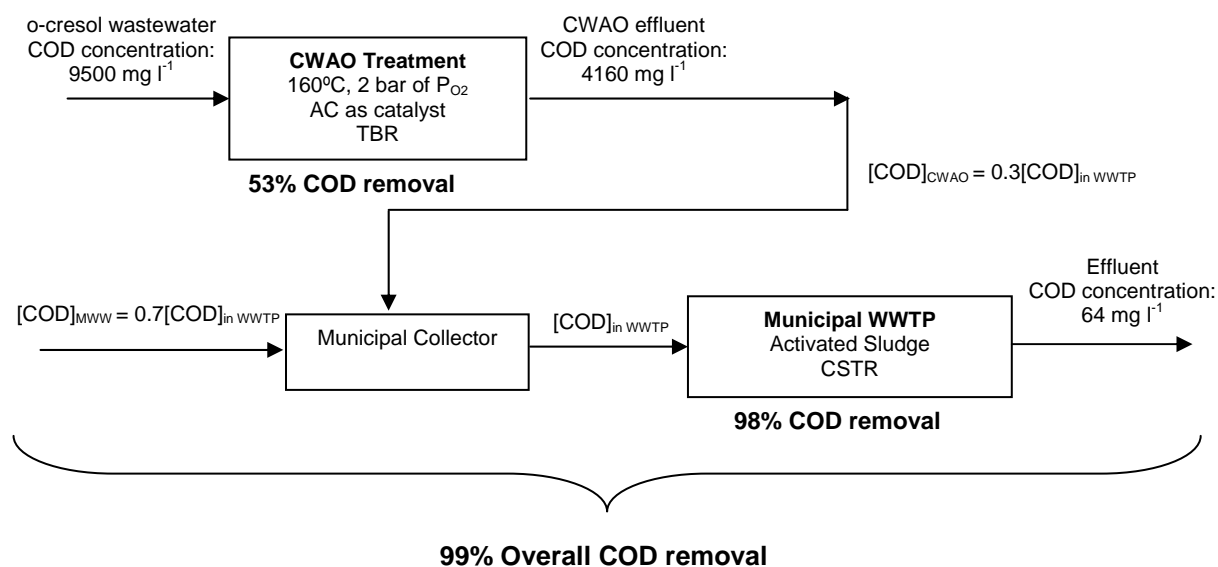 o-cresol wastewater
COD concentration:
9500 mg l⁻¹
CWAO Treatment
160ºC, 2 bar of P_O2
AC as catalyst
TBR
53% COD removal
CWAO effluent
COD concentration:
4160 mg l⁻¹
[COD]CWAO = 0.3[COD]in WWTP
[COD]MWW = 0.7[COD]in WWTP
Municipal Collector
[COD]in WWTP
Municipal WWTP
Activated Sludge
CSTR
98% COD removal
Effluent
COD concentration:
64 mg l⁻¹
99% Overall COD removal